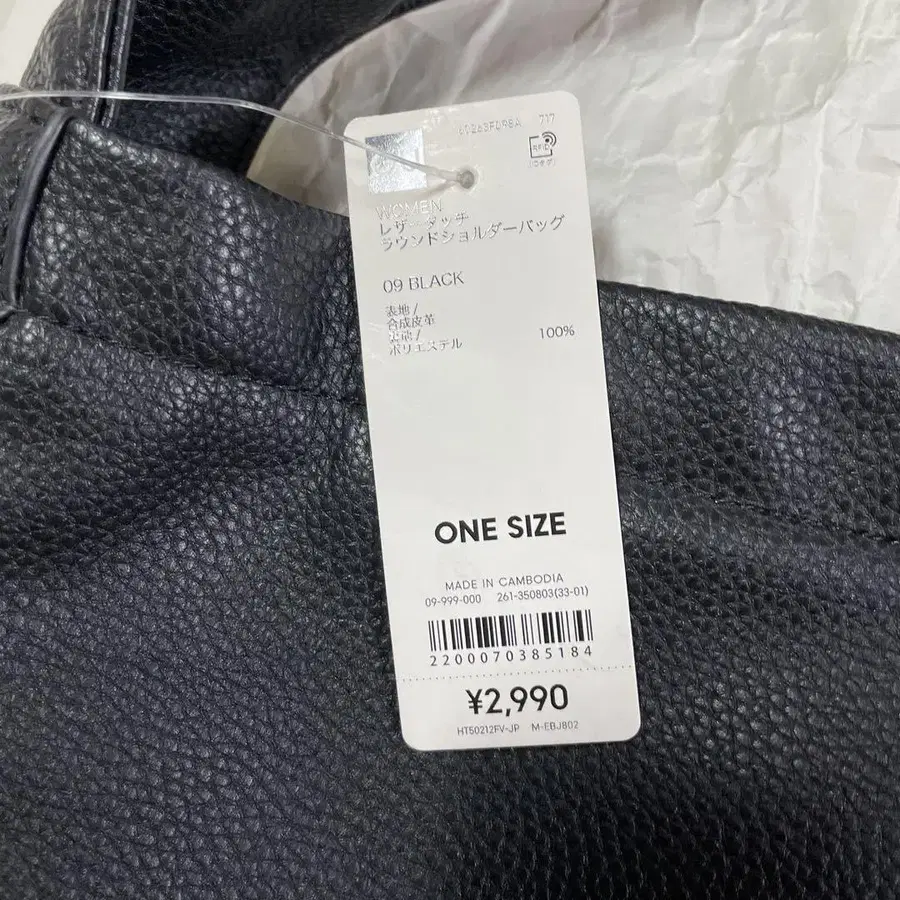 717
RFID
WOMEN
レザータッチ
ラウンドショルダーバッグ
09 BLACK
表地 /
合成皮革
裏地 /
ポリエステル 100%
ONE SIZE
MADE IN CAMBODIA
09-999-000 261-350803(33-01)
2200070385184
¥2,990
HT50212FV-JP M-EBJ802